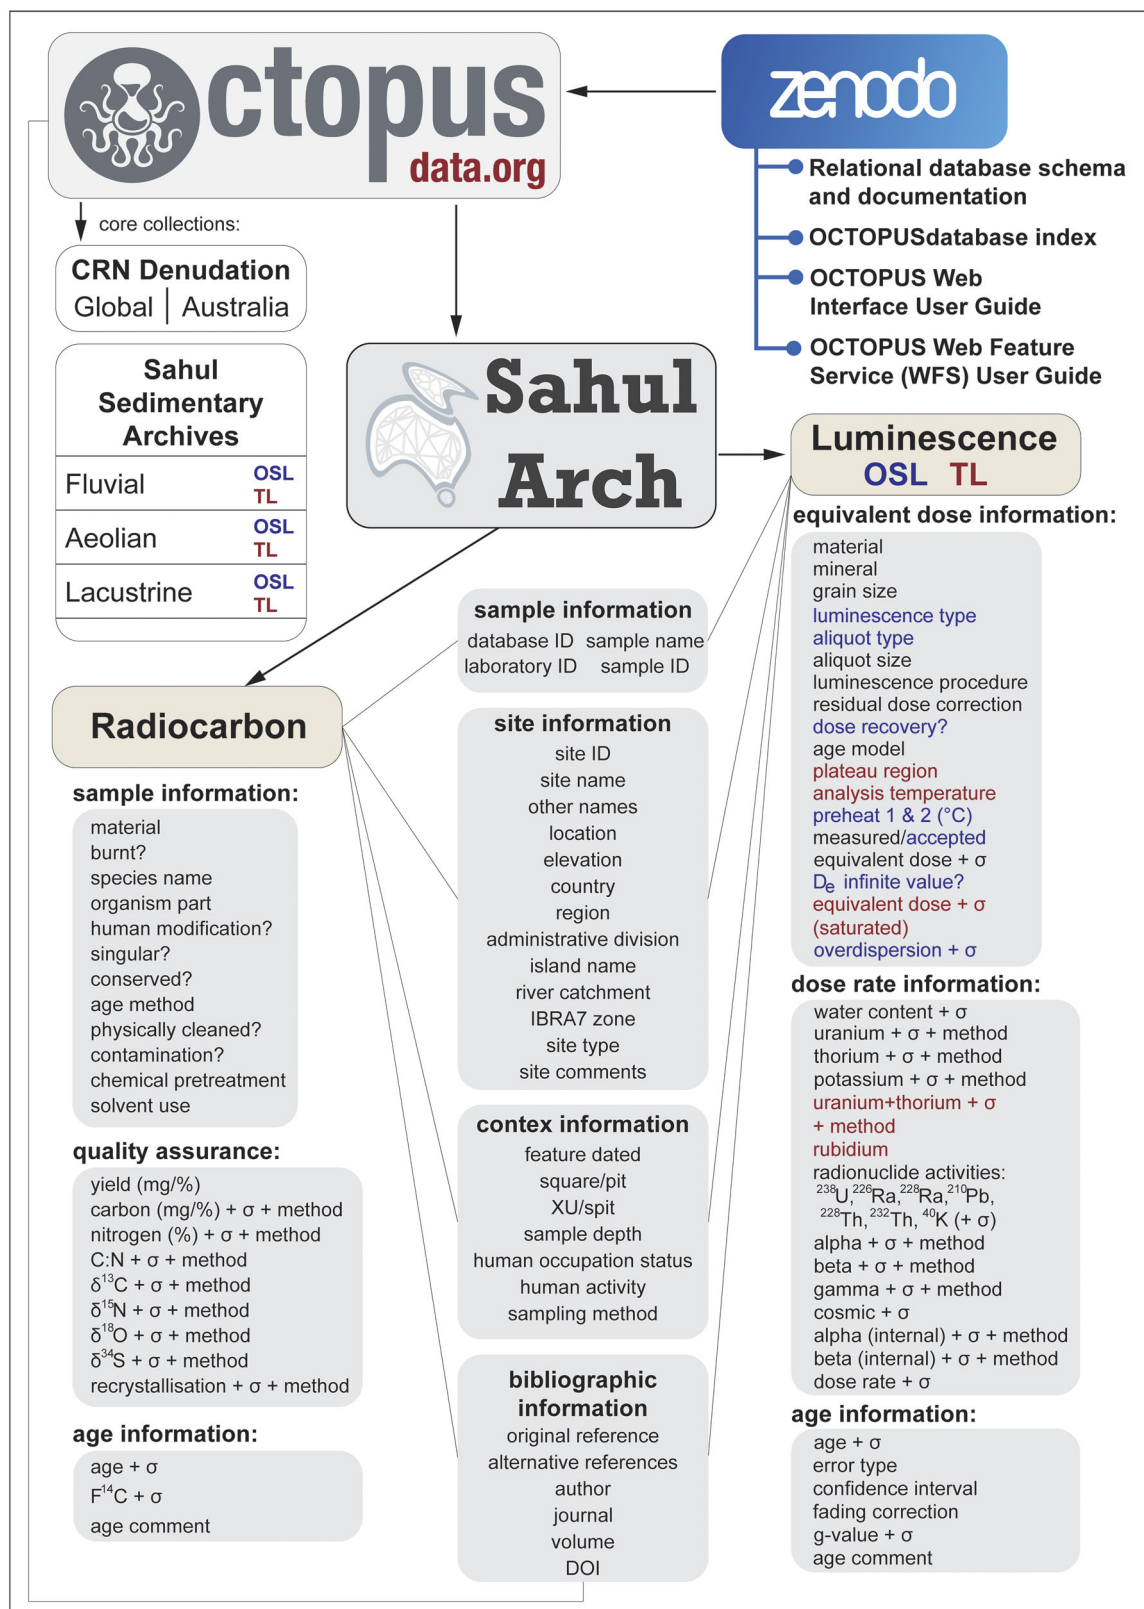 Octopus
data.org
zenodo
Relational database schema
and documentation
OCTOPUSdatabase index
OCTOPUS Web
Interface User Guide
OCTOPUS Web Feature
Service (WFS) User Guide
core collections:
CRN Denudation
Global | Australia
Sahul
Sedimentary
Archives
Fluvial OSL
TL
Aeolian OSL
TL
Lacustrine OSL
TL
Sahul
Arch
Luminescence
OSL TL
equivalent dose information:
material
mineral
grain size
luminescence type
aliquot type
aliquot size
luminescence procedure
residual dose correction
dose recovery?
age model
plateau region
analysis temperature
preheat 1 & 2 (°C)
measured/accepted
equivalent dose + σ
Dₑ infinite value?
equivalent dose + σ
(saturated)
overdispersion + σ
dose rate information:
water content + σ
uranium + σ + method
thorium + σ + method
potassium + σ + method
uranium+thorium + σ
+ method
rubidium
radionuclide activities:
²³⁸U,²²⁶Ra,²²⁸Ra,²¹⁰Pb,
²²⁸Th,²³²Th,⁴⁰K (+ σ)
alpha + σ + method
beta + σ + method
gamma + σ + method
cosmic + σ
alpha (internal) + σ + method
beta (internal) + σ + method
dose rate + σ
age information:
age + σ
error type
confidence interval
fading correction
g-value + σ
age comment
sample information
database ID sample name
laboratory ID sample ID
site information
site ID
site name
other names
location
elevation
country
region
administrative division
island name
river catchment
IBRA7 zone
site type
site comments
contex information
feature dated
square/pit
XU/spit
sample depth
human occupation status
human activity
sampling method
bibliographic
information
original reference
alternative references
author
journal
volume
DOI
Radiocarbon
sample information:
material
burnt?
species name
organism part
human modification?
singular?
conserved?
age method
physically cleaned?
contamination?
chemical pretreatment
solvent use
quality assurance:
yield (mg/%)
carbon (mg/%) + σ + method
nitrogen (%) + σ + method
C:N + σ + method
δ¹³C + σ + method
δ¹⁵N + σ + method
δ¹⁸O + σ + method
δ³⁴S + σ + method
recrystallisation + σ + method
age information:
age + σ
F¹⁴C + σ
age comment